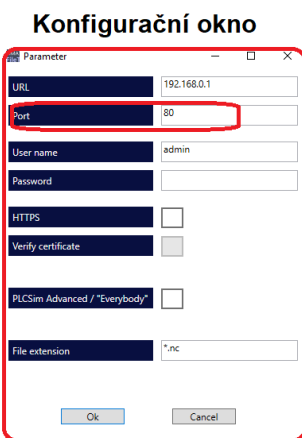 Konfigurační okno
Parameter
URL 192.168.0.1
Port 80
User name admin
Password
HTTPS
Verify certificate
PLCSim Advanced / "Everybody"
File extension *.nc
Ok Cancel